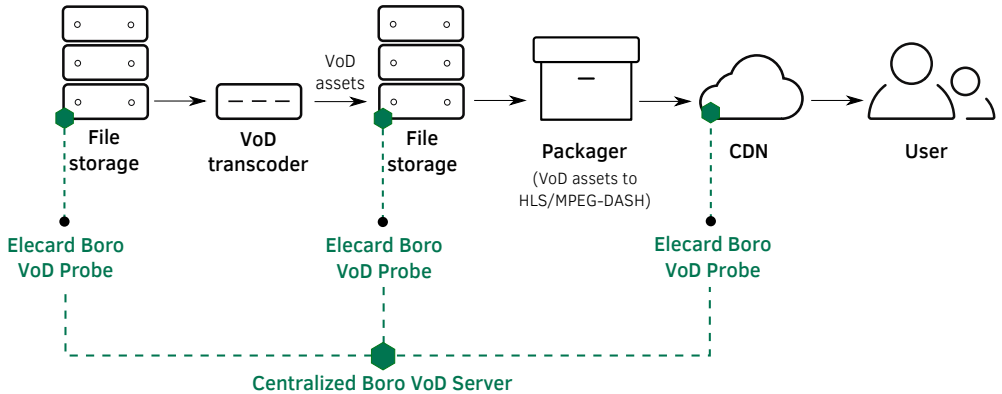 VoD
assets
File
storage
VoD
transcoder
File
storage
Packager
(VoD assets to
HLS/MPEG-DASH)
CDN
User
Elecard Boro
VoD Probe
Elecard Boro
VoD Probe
Elecard Boro
VoD Probe
Centralized Boro VoD Server